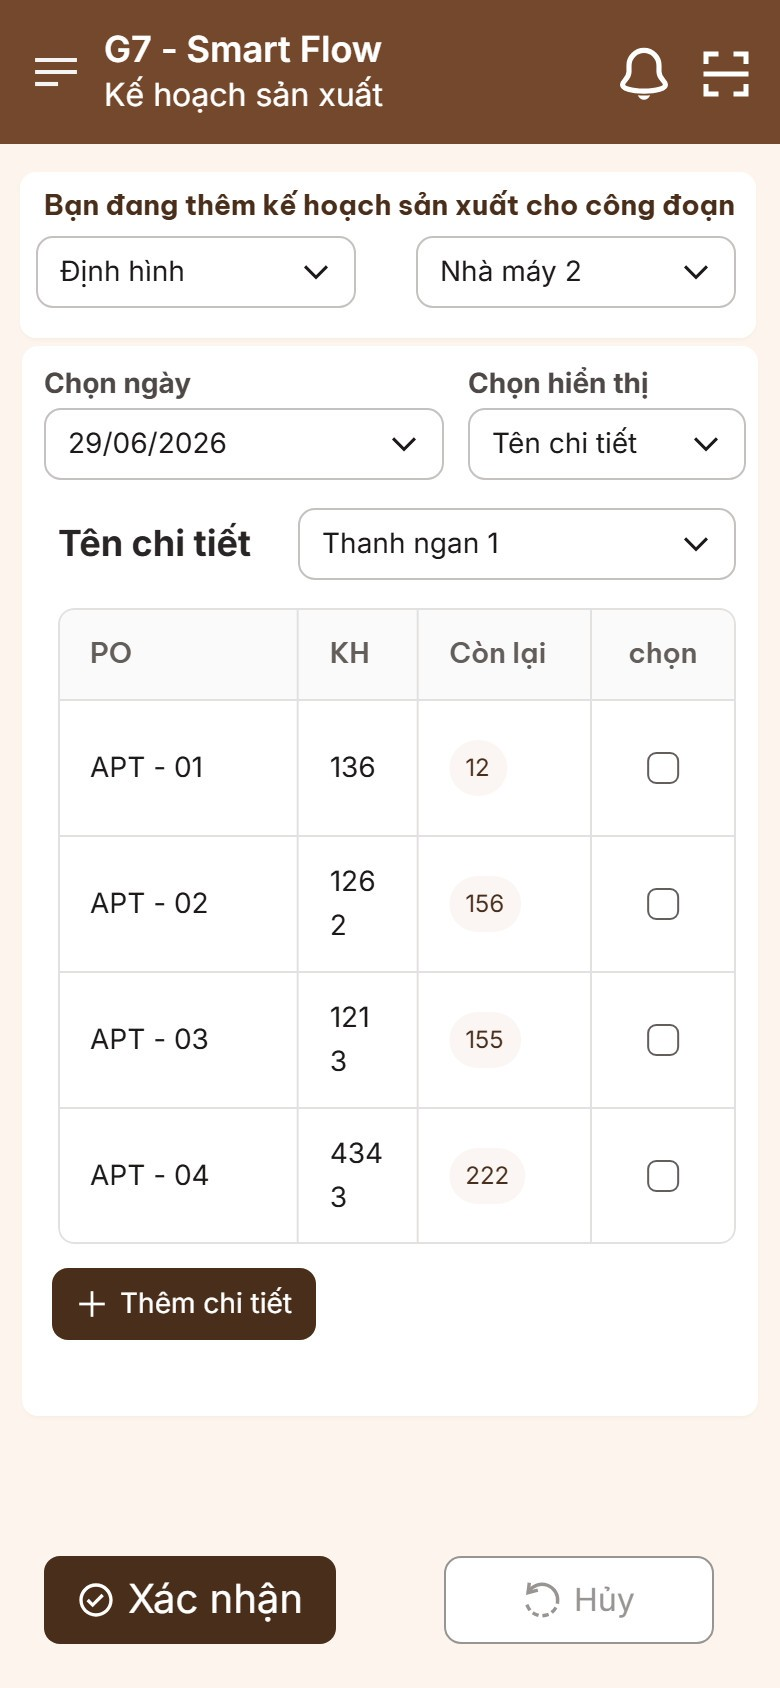 G7 - Smart Flow
Kế hoạch sản xuất
Bạn đang thêm kế hoạch sản xuất cho công đoạn
Định hình
Nhà máy 2
Chọn ngày
Chọn hiển thị
29/06/2026
Tên chi tiết
Tên chi tiết
Thanh ngan 1
PO
KH
Còn lại
chọn
APT - 01
136
12
APT - 02
126
2
156
APT - 03
121
3
155
APT - 04
434
3
222
Thêm chi tiết
Xác nhận
Hủy